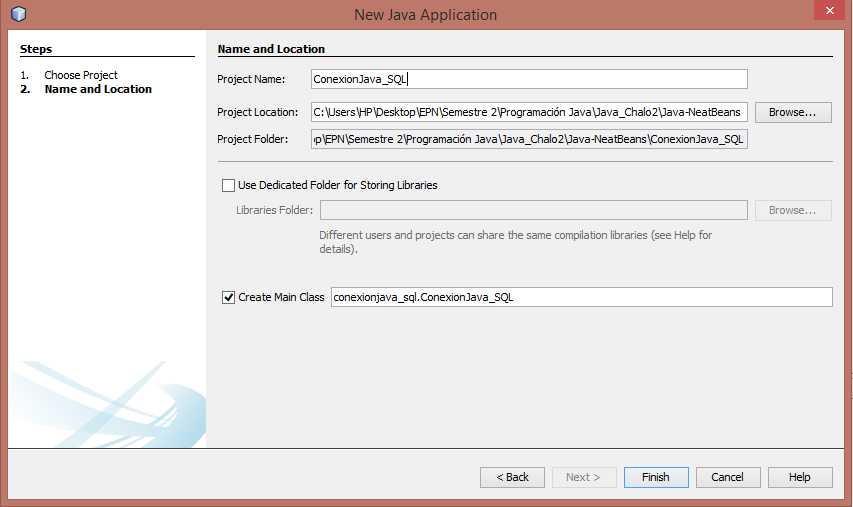 New Java Application
Steps
1. Choose Project
2. Name and Location
Name and Location
Project Name: ConexionJava_SQL
Project Location: C:\Users\HP\Desktop\EPN\Semestre 2\Programación Java\Java_Chalo2\Java-NeatBeans Browse...
Project Folder: op\EPN\Semestre 2\Programación Java\Java_Chalo2\Java-NeatBeans\ConexionJava_SQL
Use Dedicated Folder for Storing Libraries
Libraries Folder: Browse...
Different users and projects can share the same compilation libraries (see Help for
details).
Create Main Class conexionjava_sql.ConexionJava_SQL
< Back Next > Finish Cancel Help